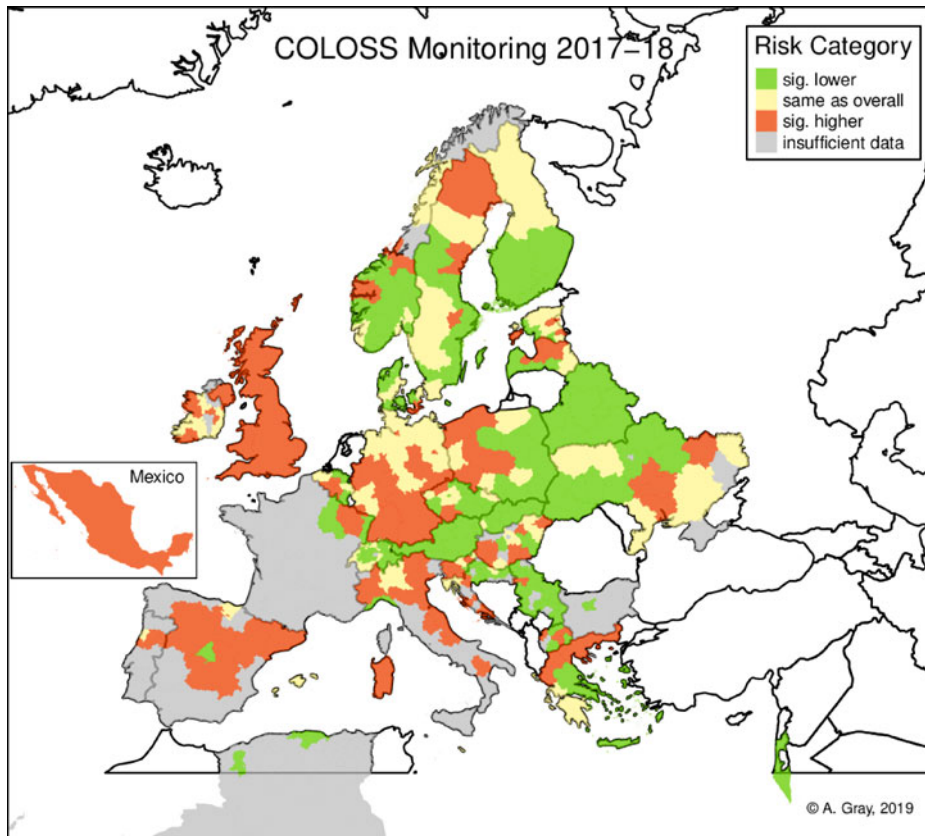 COLOSS Monitoring 2017–18
Risk Category
sig. lower
same as overall
sig. higher
insufficient data
Mexico
© A. Gray, 2019